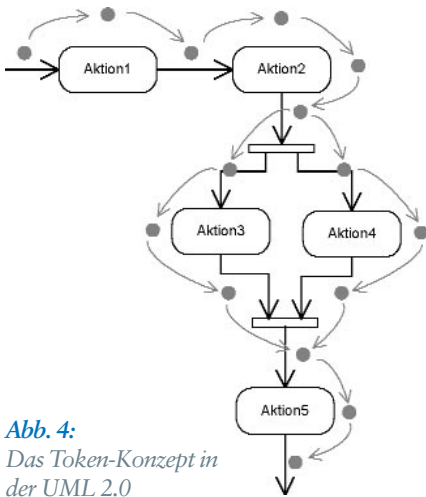 Aktion1
Aktion2
Aktion3
Aktion4
Aktion5
Abb. 4:
Das Token-Konzept in
der UML 2.0